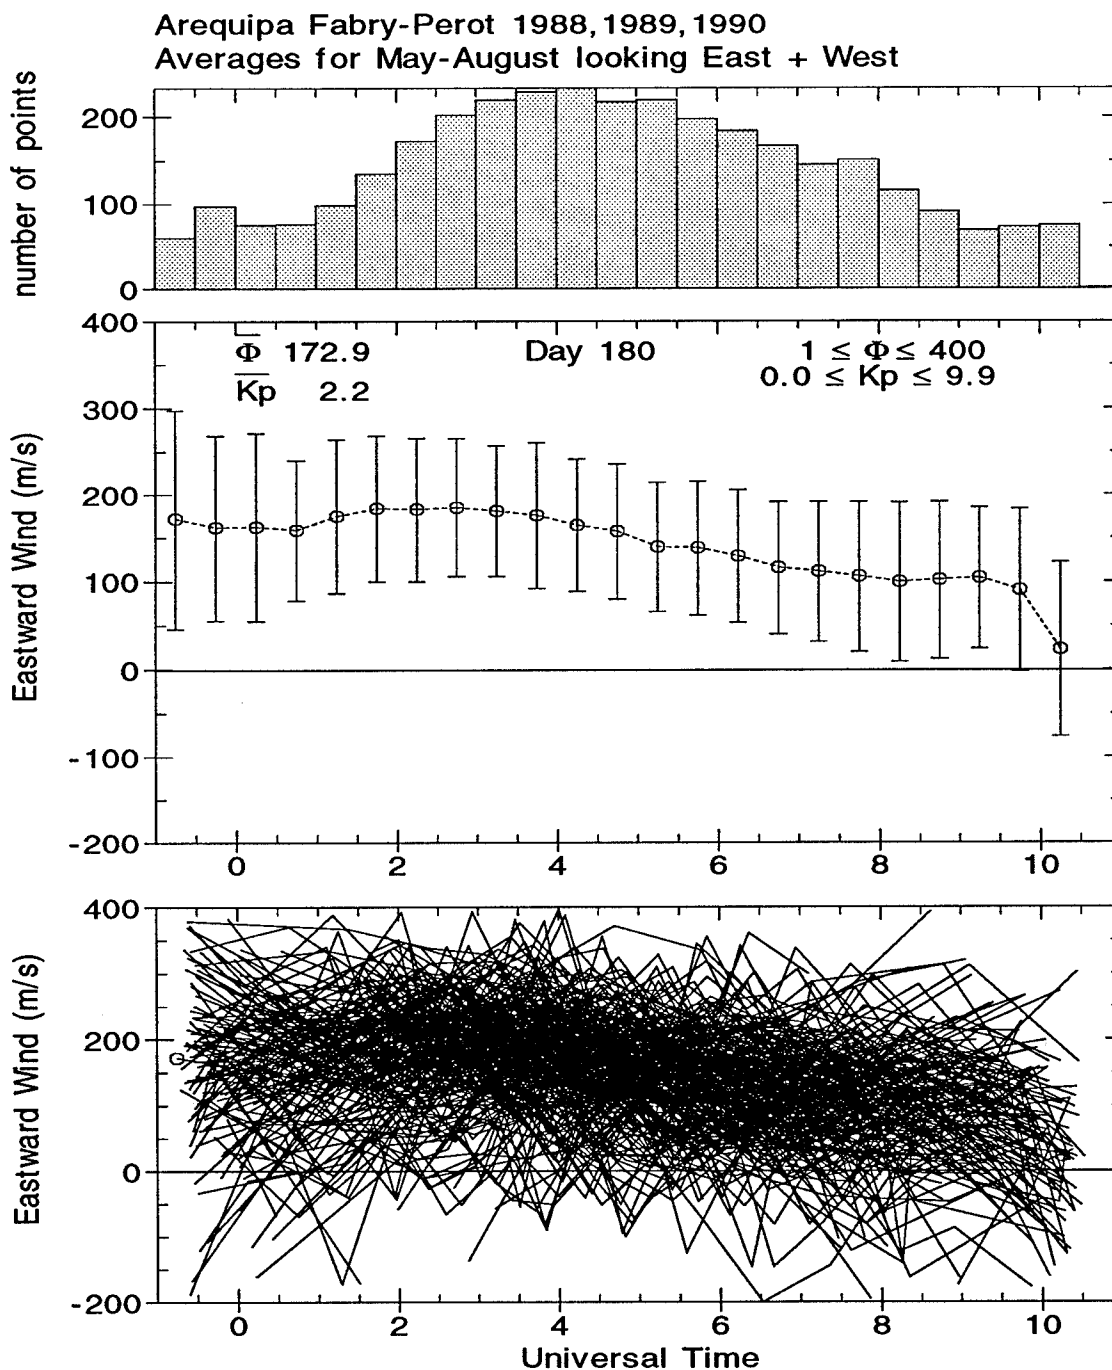 Arequipa Fabry-Perot 1988,1989,1990
Averages for May-August looking East + West
number of points
200
100
0
Eastward Wind (m/s)
400
300
200
100
0
-100
-200
Φ 172.9
Kp 2.2
Day 180
1 ≤ Φ ≤ 400
0.0 ≤ Kp ≤ 9.9
0 2 4 6 8 10
Eastward Wind (m/s)
400
200
0
-200
0 2 4 6 8 10
Universal Time